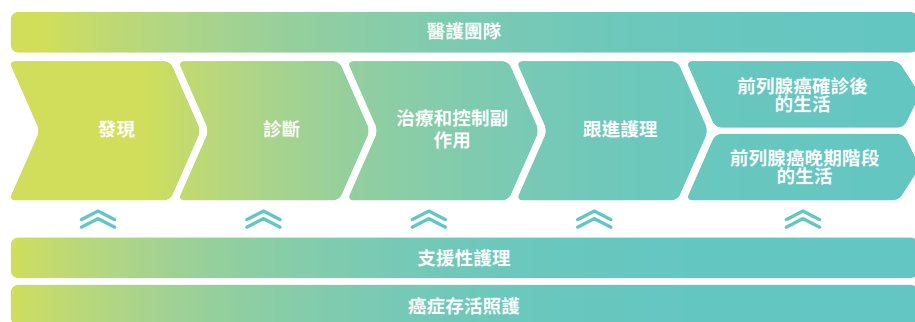 醫護團隊
發現
診斷
治療和控制副
作用
跟進護理
前列腺癌確診後
的生活
前列腺癌晚期階段
的生活
支援性護理
癌症存活照護